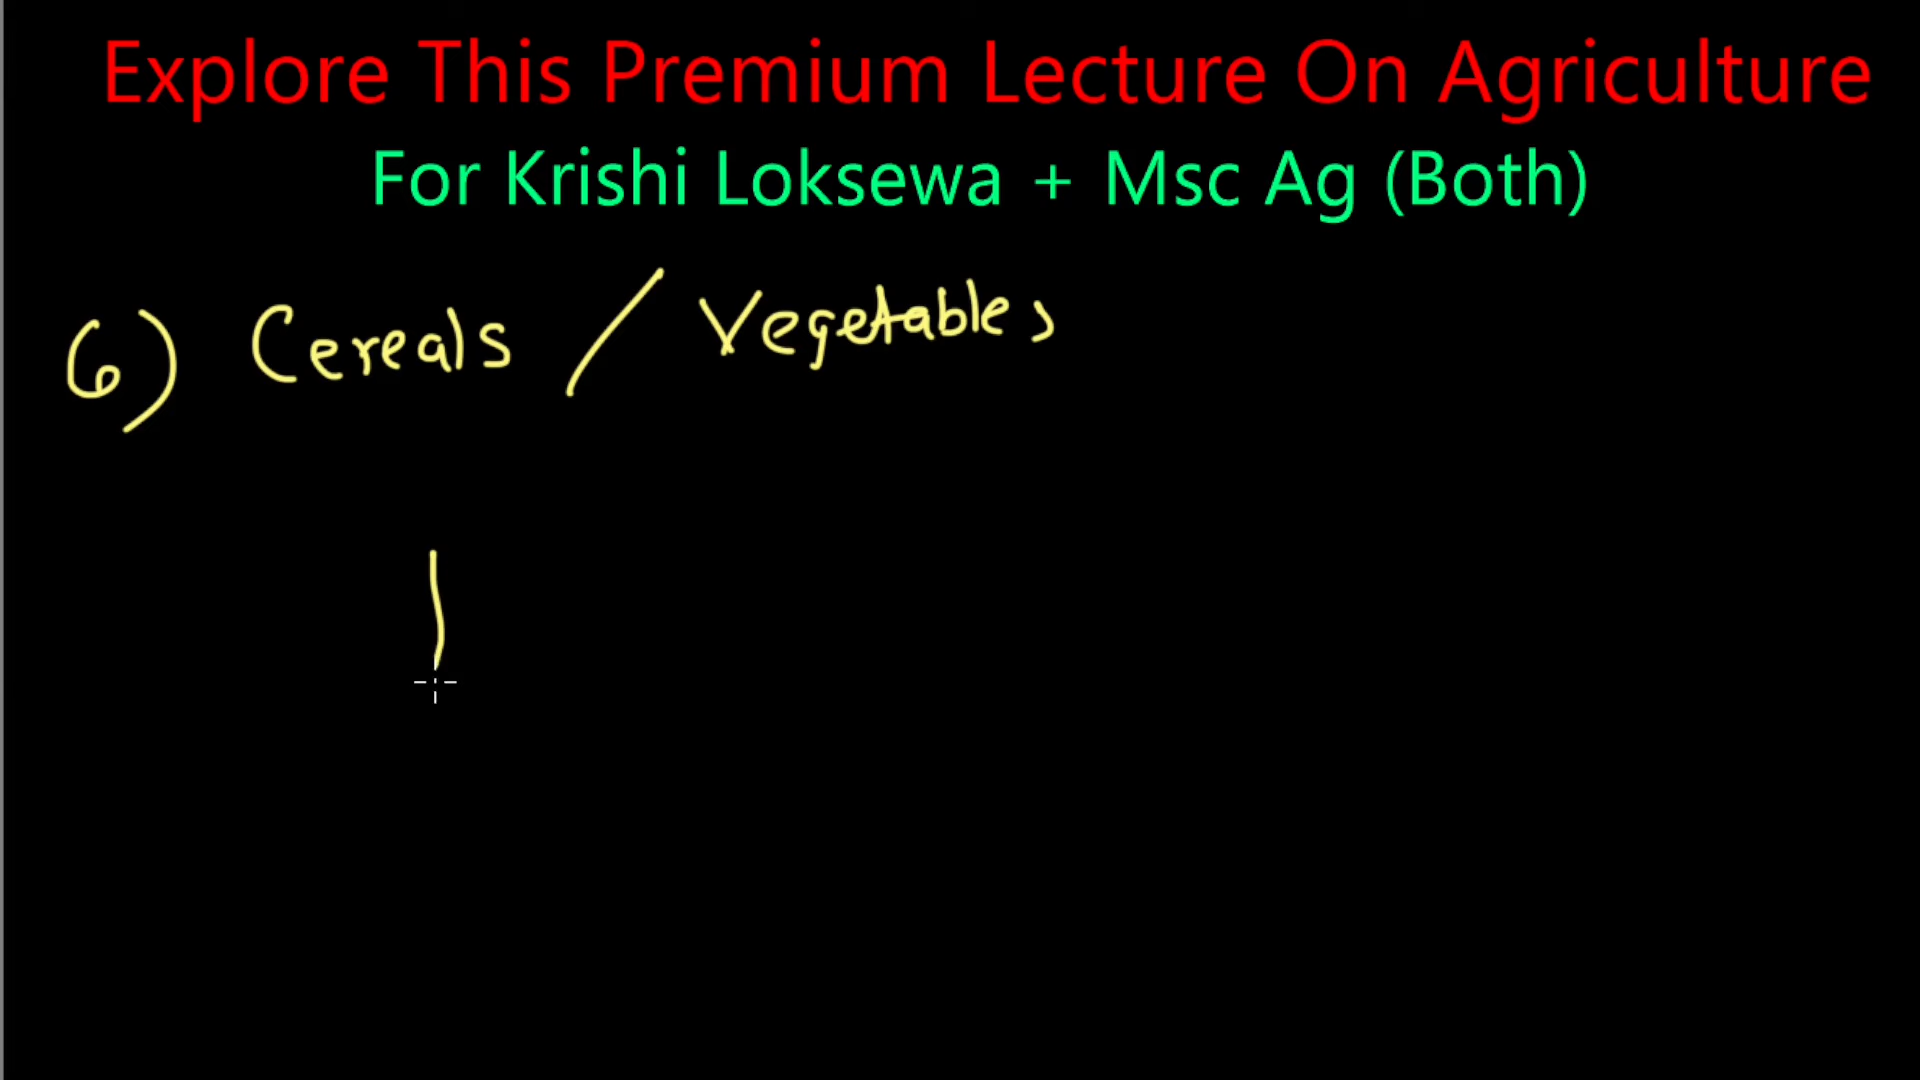 Explore This Premium Lecture On Agriculture
For Krishi Loksewa + Msc Ag (Both)
6) Cereals / Vegetables